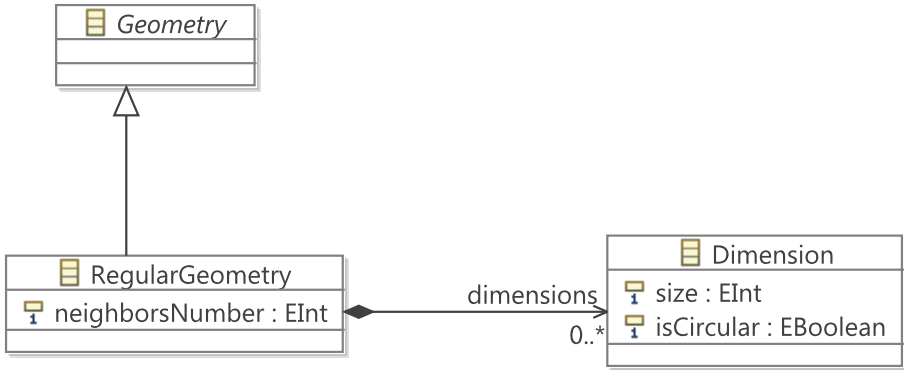 Geometry
RegularGeometry
neighborsNumber : EInt
dimensions
0..*
Dimension
size : EInt
isCircular : EBoolean